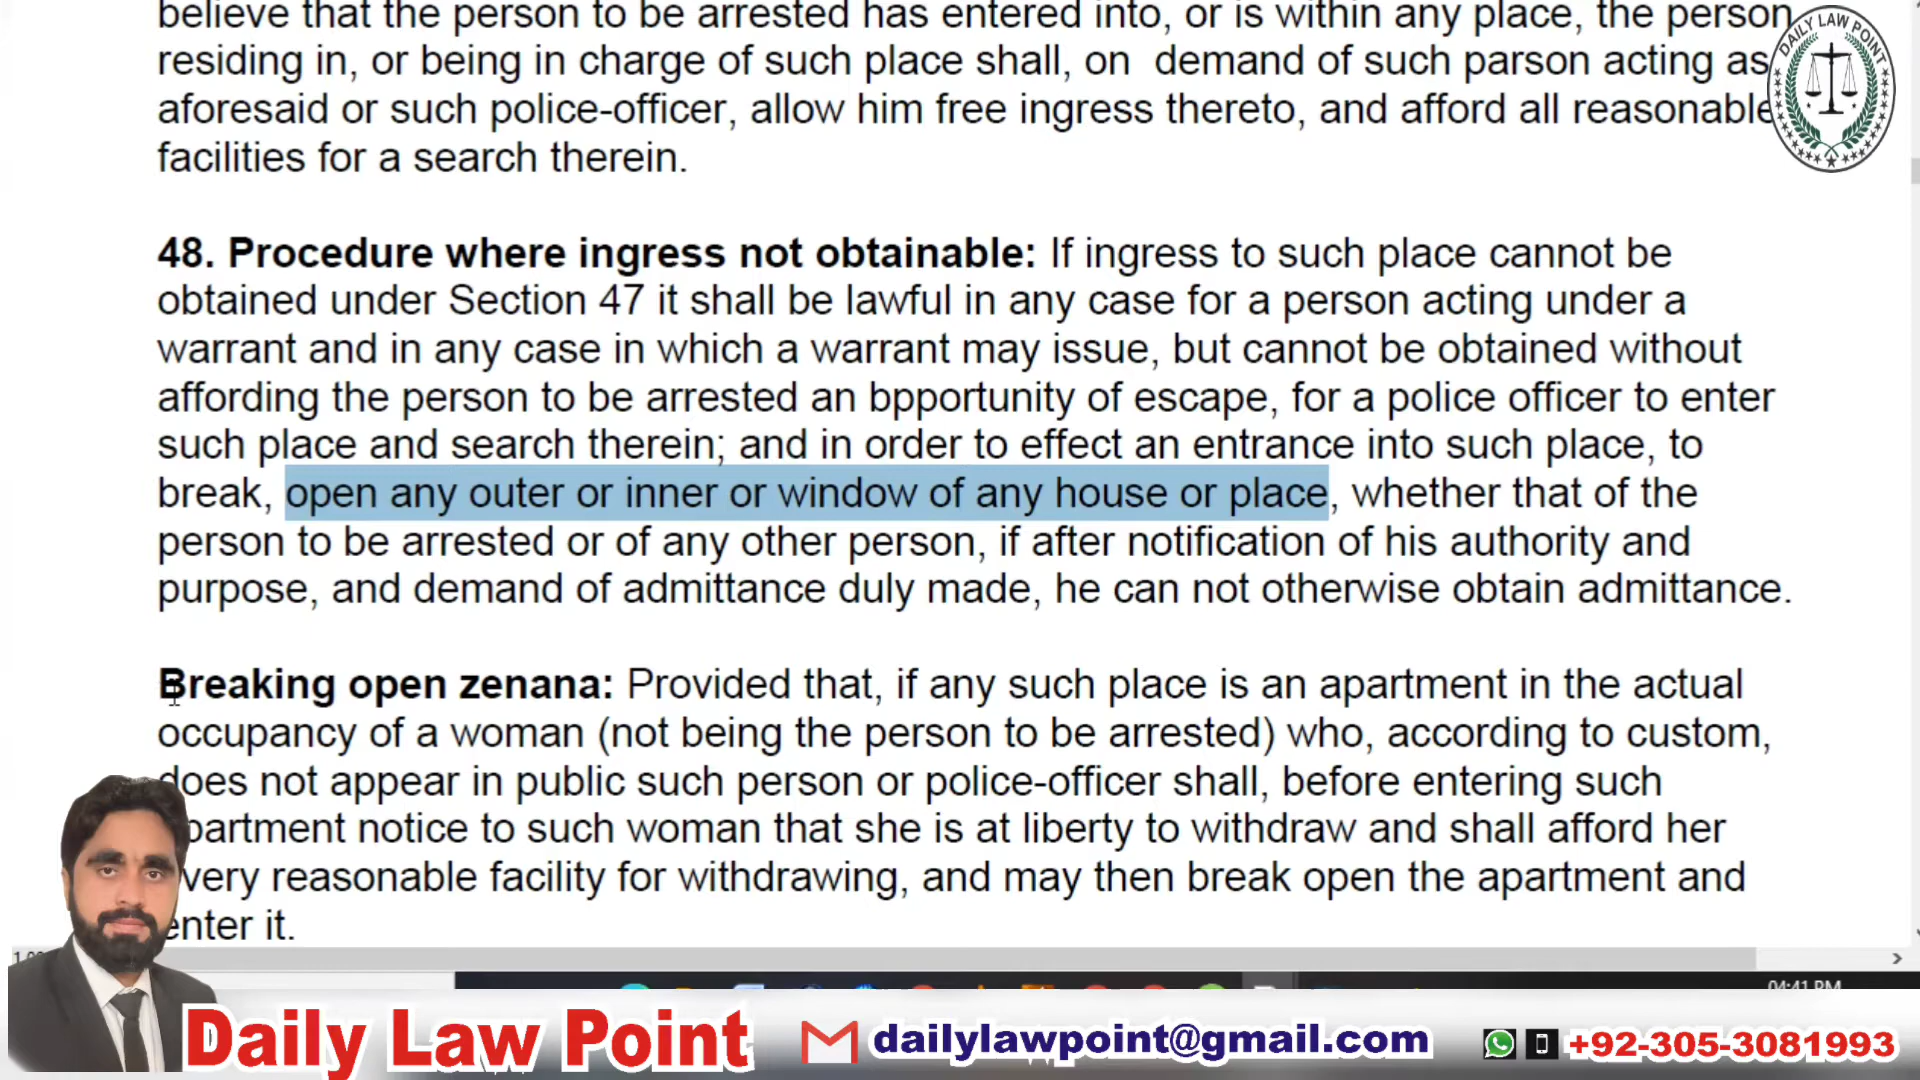 believe that the person to be arrested has entered into, or is within any place, the person
residing in, or being in charge of such place shall, on demand of such parson acting as
aforesaid or such police-officer, allow him free ingress thereto, and afford all reasonable
facilities for a search therein.
DAILY LAW POINT
48. Procedure where ingress not obtainable: If ingress to such place cannot be
obtained under Section 47 it shall be lawful in any case for a person acting under a
warrant and in any case in which a warrant may issue, but cannot be obtained without
affording the person to be arrested an bpportunity of escape, for a police officer to enter
such place and search therein; and in order to effect an entrance into such place, to
break, open any outer or inner or window of any house or place, whether that of the
person to be arrested or of any other person, if after notification of his authority and
purpose, and demand of admittance duly made, he can not otherwise obtain admittance.
Breaking open zenana: Provided that, if any such place is an apartment in the actual
occupancy of a woman (not being the person to be arrested) who, according to custom,
does not appear in public such person or police-officer shall, before entering such
apartment notice to such woman that she is at liberty to withdraw and shall afford her
every reasonable facility for withdrawing, and may then break open the apartment and
enter it.
04:41 PM
Daily Law Point
dailylawpoint@gmail.com
+92-305-3081993